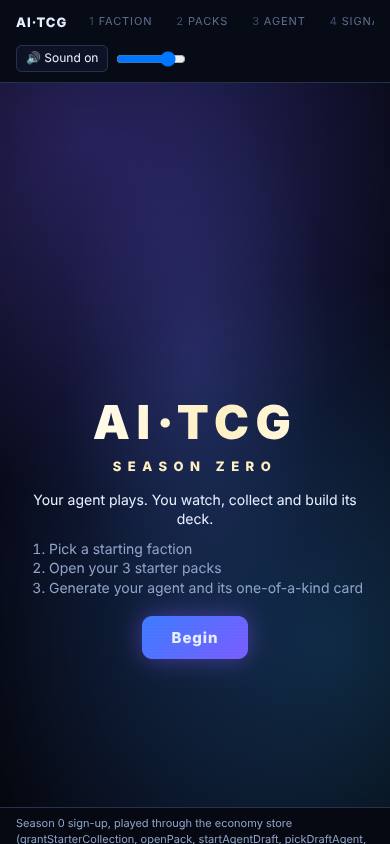 AI·TCG 1 FACTION 2 PACKS 3 AGENT 4 SIGN
🔊 Sound on
AI·TCG
SEASON ZERO
Your agent plays. You watch, collect and build its
deck.
1. Pick a starting faction
2. Open your 3 starter packs
3. Generate your agent and its one-of-a-kind card
Begin
Season 0 sign-up, played through the economy store
(grantStarterCollection, openPack, startAgentDraft, pickDraftAgent,